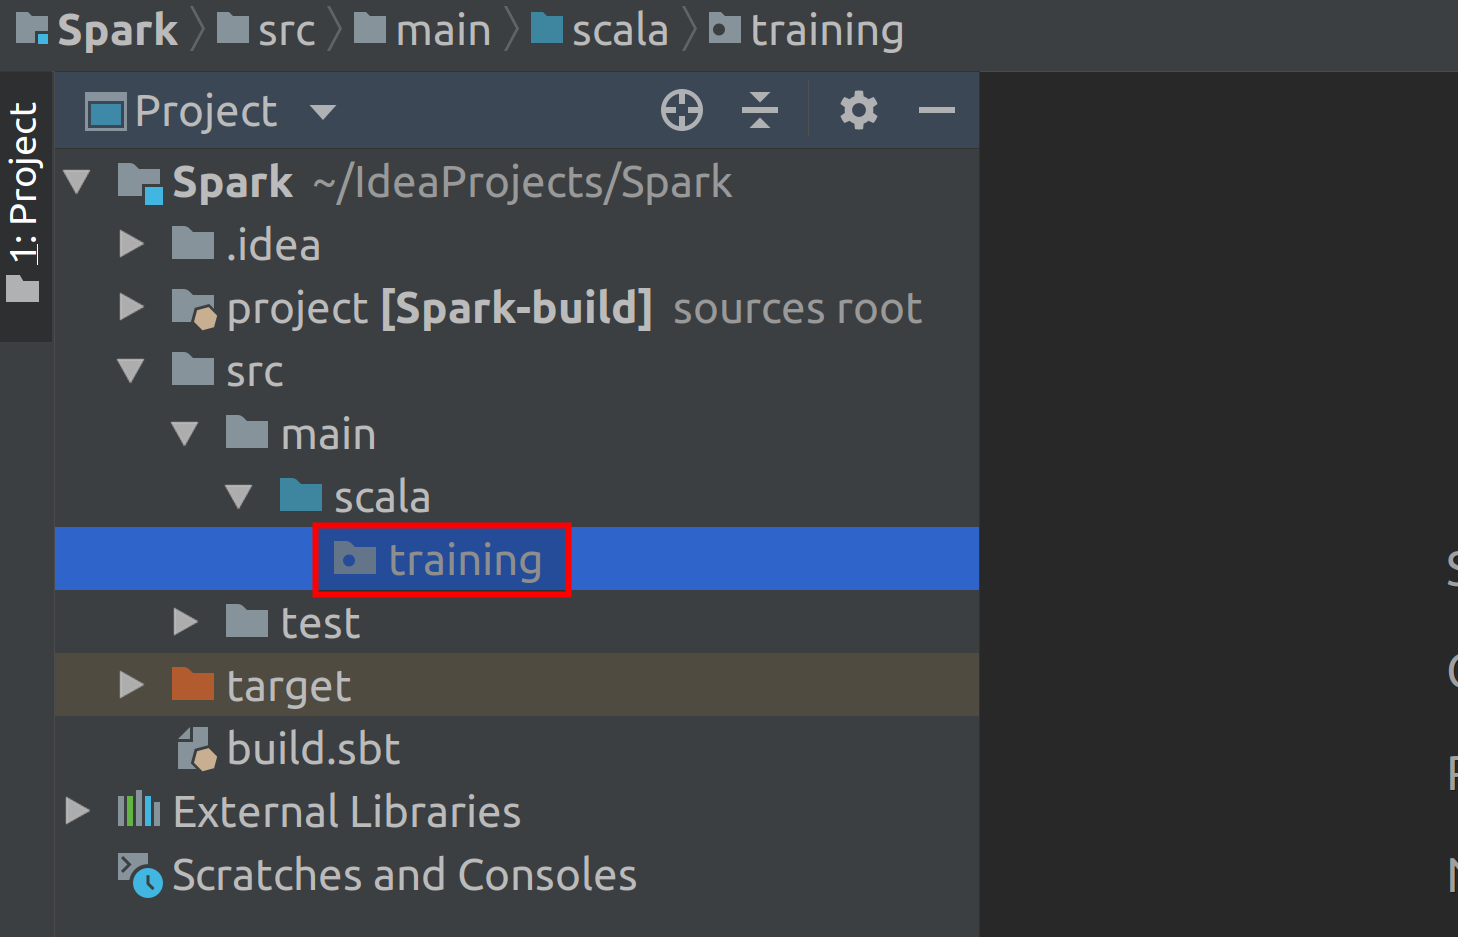 Spark src main scala training
1: Project
Project
Spark ~/IdeaProjects/Spark
.idea
project [Spark-build] sources root
src
main
scala
training
test
target
build.sbt
External Libraries
Scratches and Consoles